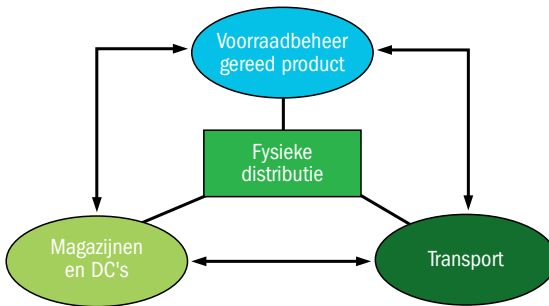 Voorraadbeheer
gereed product
Fysieke
distributie
Magazijnen
en DC's
Transport